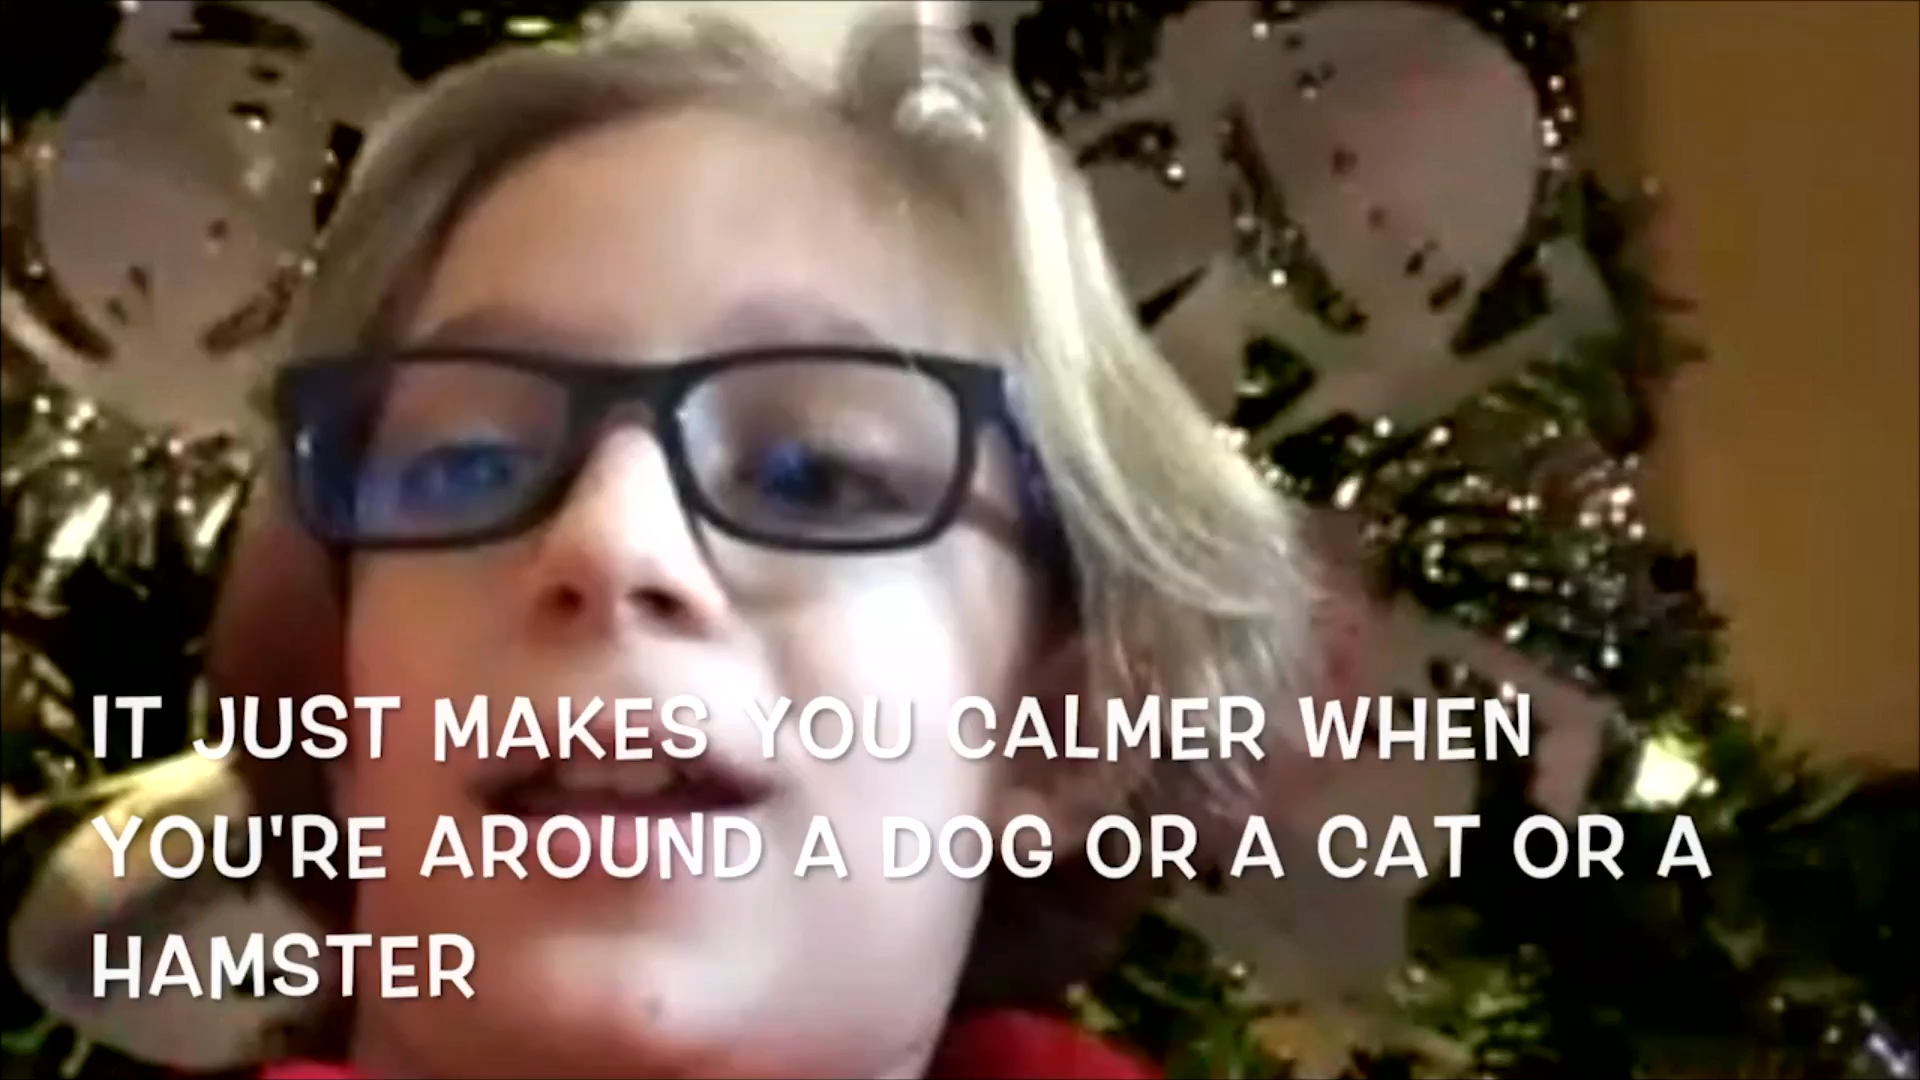 IT JUST MAKES YOU CALMER WHEN
YOU'RE AROUND A DOG OR A CAT OR A
HAMSTER